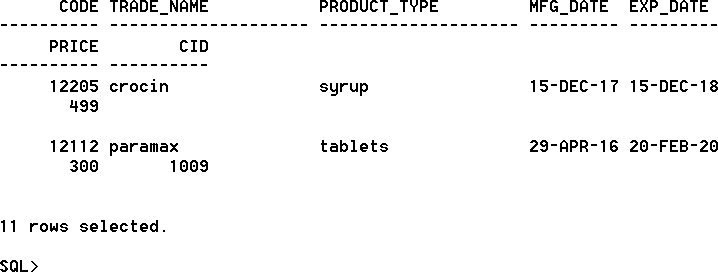 CODE TRADE_NAME           PRODUCT_TYPE         MFG_DATE  EXP_DATE
---------- -------------------- -------------------- --------- ---------
     PRICE        CID
---------- ----------
     12205 crocin               syrup                15-DEC-17 15-DEC-18
       499
     12112 paramax              tablets              29-APR-16 20-FEB-20
       300       1009
11 rows selected.
SQL>